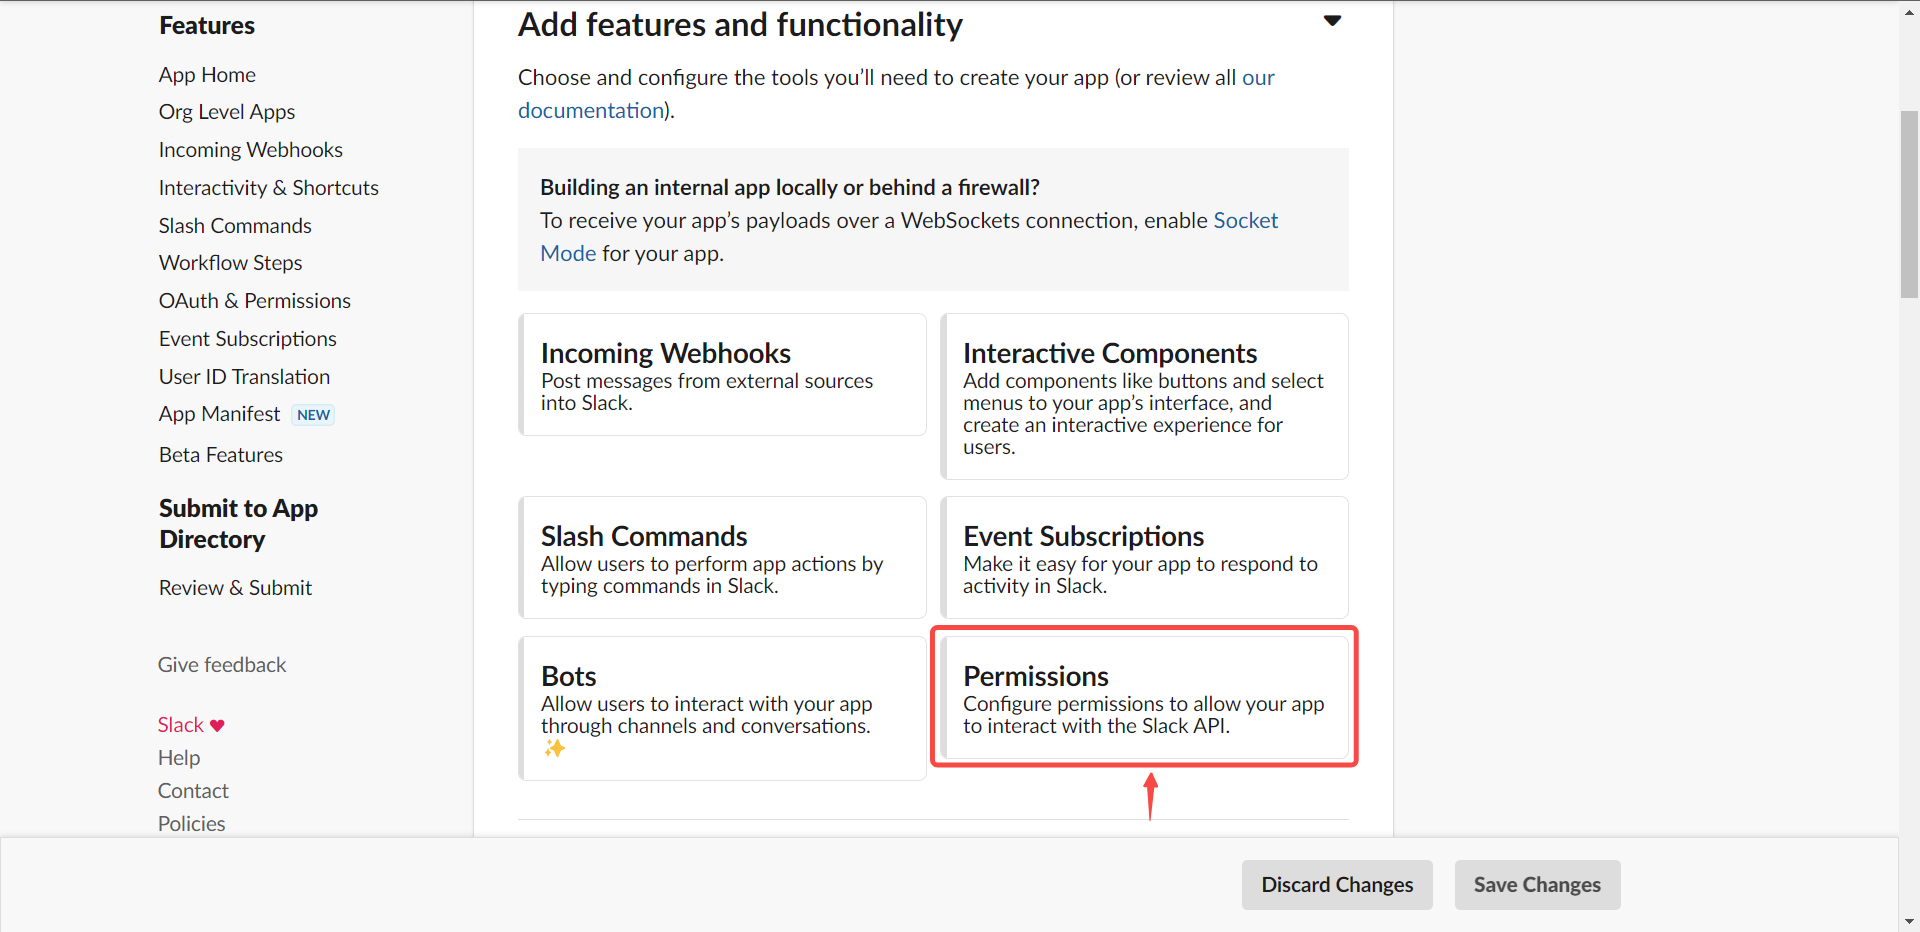 Features
App Home
Org Level Apps
Incoming Webhooks
Interactivity & Shortcuts
Slash Commands
Workflow Steps
OAuth & Permissions
Event Subscriptions
User ID Translation
App Manifest NEW
Beta Features
Submit to App
Directory
Review & Submit
Give feedback
Slack
Help
Contact
Policies
Add features and functionality
Choose and configure the tools you’ll need to create your app (or review all our
documentation).
Building an internal app locally or behind a firewall?
To receive your app’s payloads over a WebSockets connection, enable Socket
Mode for your app.
Incoming Webhooks
Post messages from external sources
into Slack.
Interactive Components
Add components like buttons and select
menus to your app’s interface, and
create an interactive experience for
users.
Slash Commands
Allow users to perform app actions by
typing commands in Slack.
Event Subscriptions
Make it easy for your app to respond to
activity in Slack.
Bots
Allow users to interact with your app
through channels and conversations.
Permissions
Configure permissions to allow your app
to interact with the Slack API.
Discard Changes
Save Changes